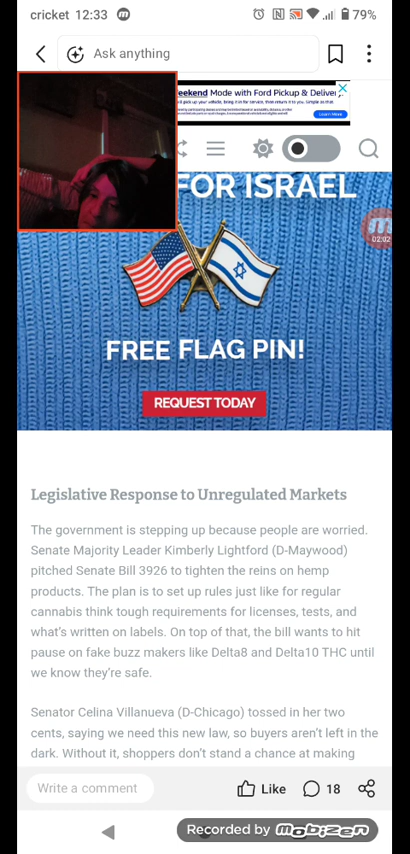 cricket 12:33
79%
Ask anything
eekend Mode with Ford Pickup & Delivery
Learn More
FOR ISRAEL
02:02
FREE FLAG PIN!
REQUEST TODAY
Legislative Response to Unregulated Markets
The government is stepping up because people are worried.
Senate Majority Leader Kimberly Lightford (D-Maywood)
pitched Senate Bill 3926 to tighten the reins on hemp
products. The plan is to set up rules just like for regular
cannabis think tough requirements for licenses, tests, and
what's written on labels. On top of that, the bill wants to hit
pause on fake buzz makers like Delta8 and Delta10 THC until
we know they're safe.
Senator Celina Villanueva (D-Chicago) tossed in her two
cents, saying we need this new law, so buyers aren't left in the
dark. Without it, shoppers don't stand a chance at making
Write a comment
Like
18
Recorded by mobizen